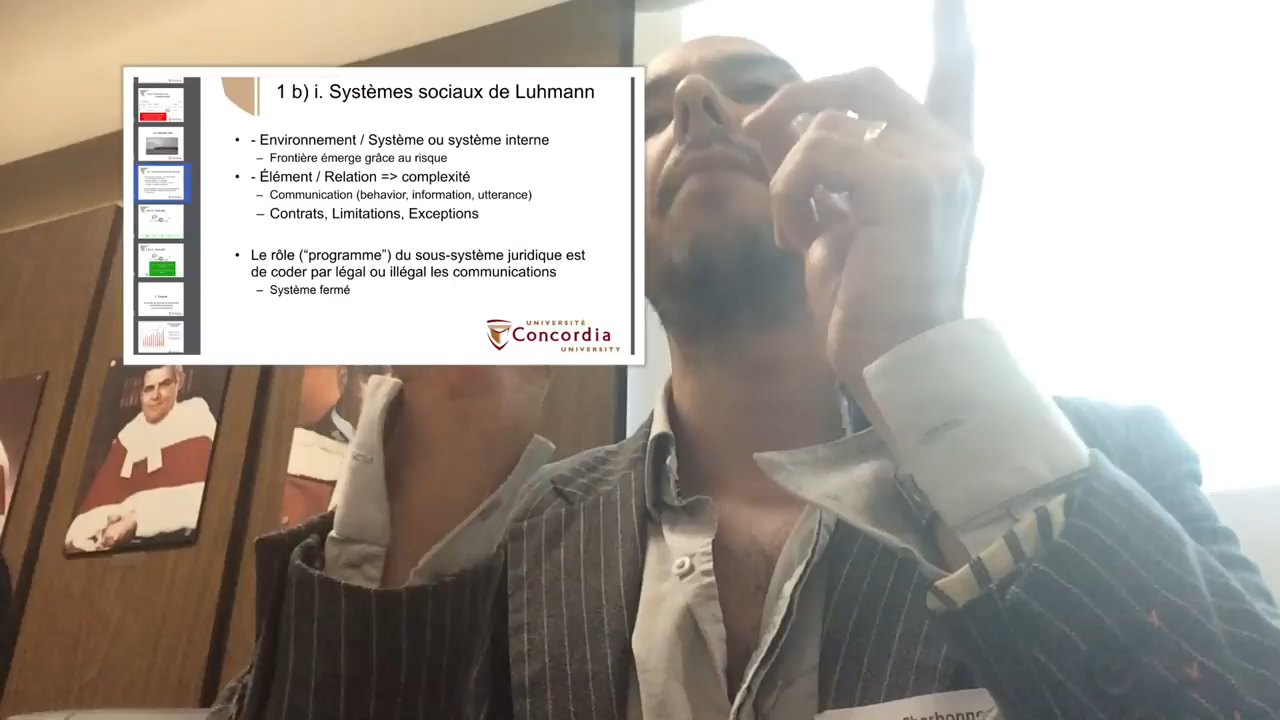 1 b) i. Systèmes sociaux de Luhmann
• - Environnement / Système ou système interne
– Frontière émerge grâce au risque
• - Élément / Relation => complexité
– Communication (behavior, information, utterance)
– Contrats, Limitations, Exceptions
• Le rôle (“programme”) du sous-système juridique est
de coder par légal ou illégal les communications
– Système fermé
UNIVERSITÉ
Concordia
UNIVERSITY